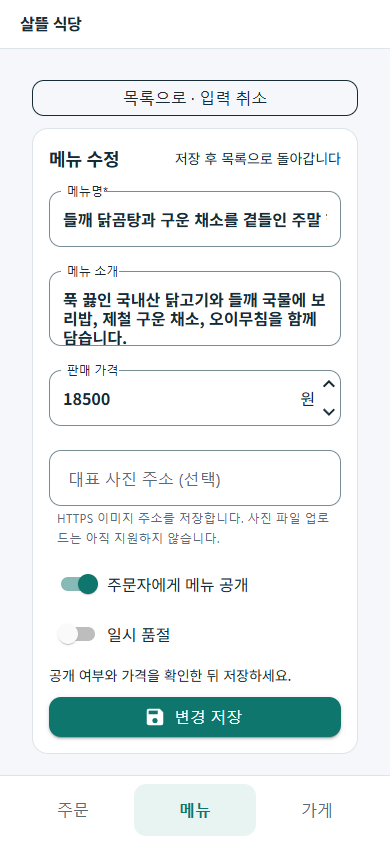 살뜰 식당
목록으로 · 입력 취소
메뉴 수정
저장 후 목록으로 돌아갑니다
메뉴명*
들깨 닭곰탕과 구운 채소를 곁들인 주말
메뉴 소개
푹 끓인 국내산 닭고기와 들깨 국물에 보
리밥, 제철 구운 채소, 오이무침을 함께
담습니다.
판매 가격
18500
원
대표 사진 주소 (선택)
HTTPS 이미지 주소를 저장합니다. 사진 파일 업로
드는 아직 지원하지 않습니다.
주문자에게 메뉴 공개
일시 품절
공개 여부와 가격을 확인한 뒤 저장하세요.
변경 저장
주문
메뉴
가게